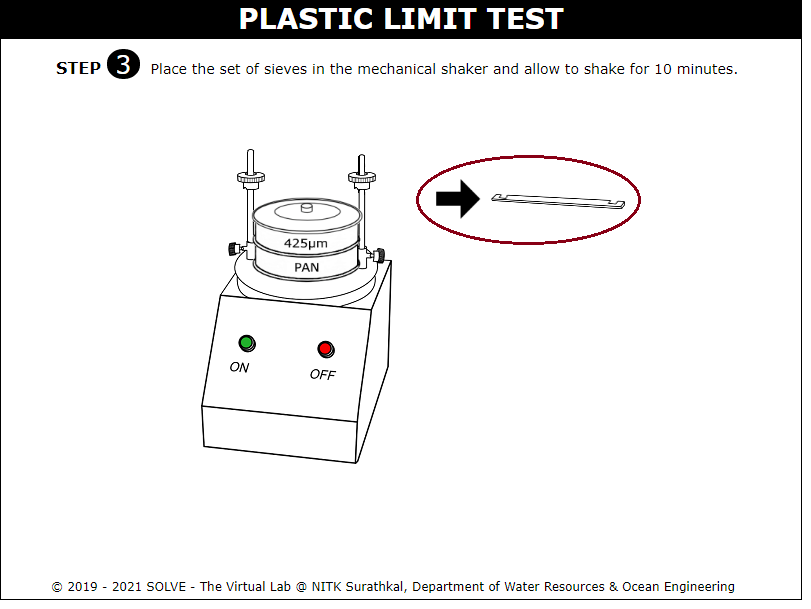 PLASTIC LIMIT TEST
STEP 3 Place the set of sieves in the mechanical shaker and allow to shake for 10 minutes.
425μm
PAN
ON
OFF
© 2019 - 2021 SOLVE - The Virtual Lab @ NITK Surathkal, Department of Water Resources & Ocean Engineering